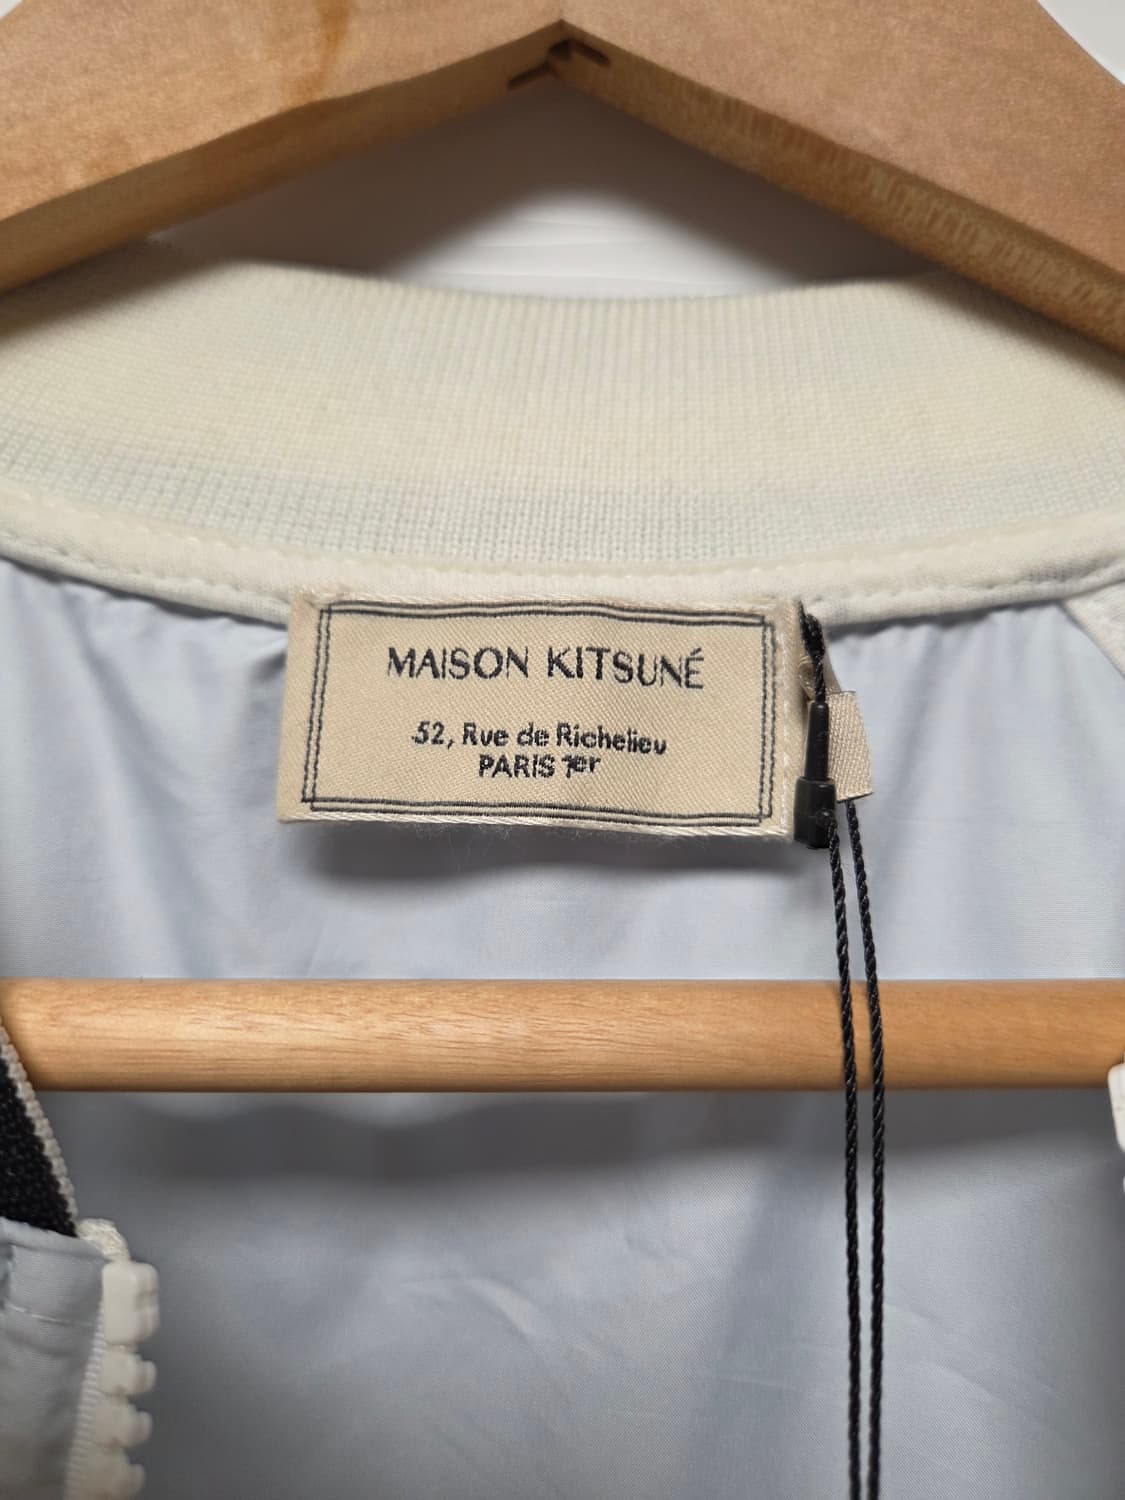 MAISON KITSUNÉ
52, Rue de Richelieu
PARIS 1er